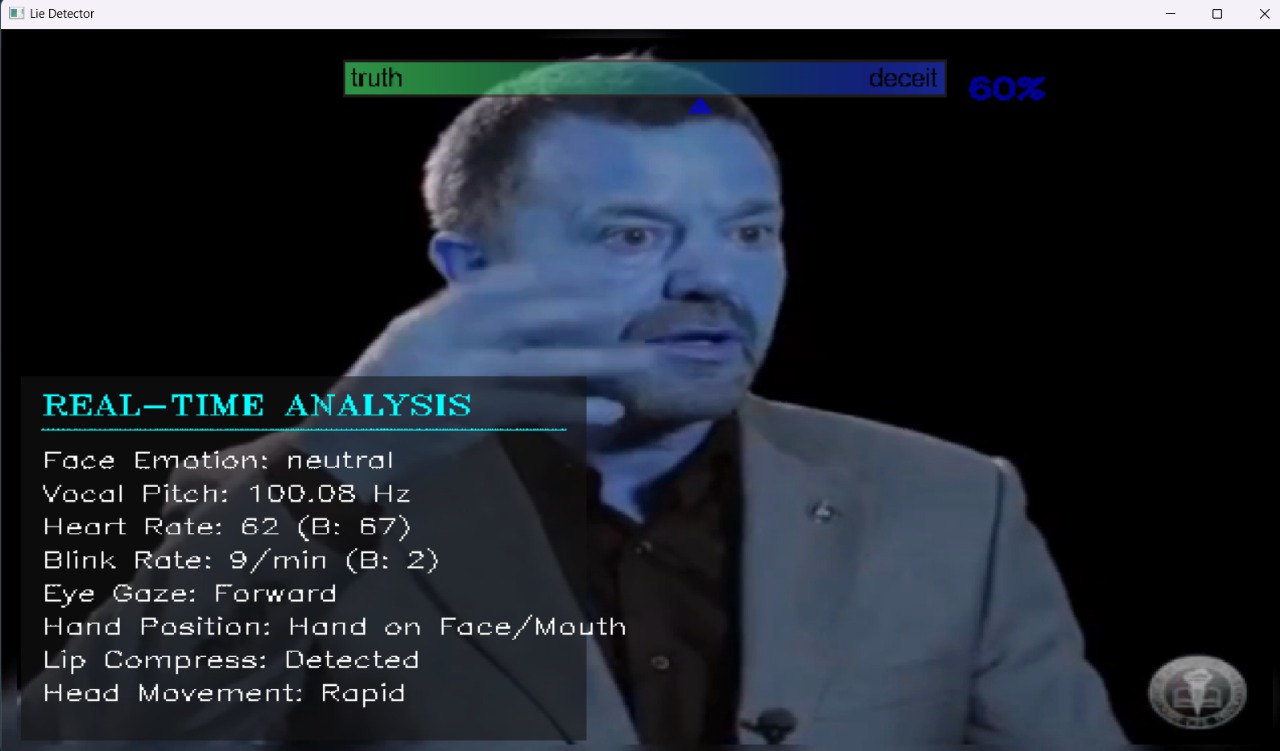 Lie Detector
truth deceit 60%
REAL-TIME ANALYSIS
Face Emotion: neutral
Vocal Pitch: 100.08 Hz
Heart Rate: 62 (B: 67)
Blink Rate: 9/min (B: 2)
Eye Gaze: Forward
Hand Position: Hand on Face/Mouth
Lip Compress: Detected
Head Movement: Rapid